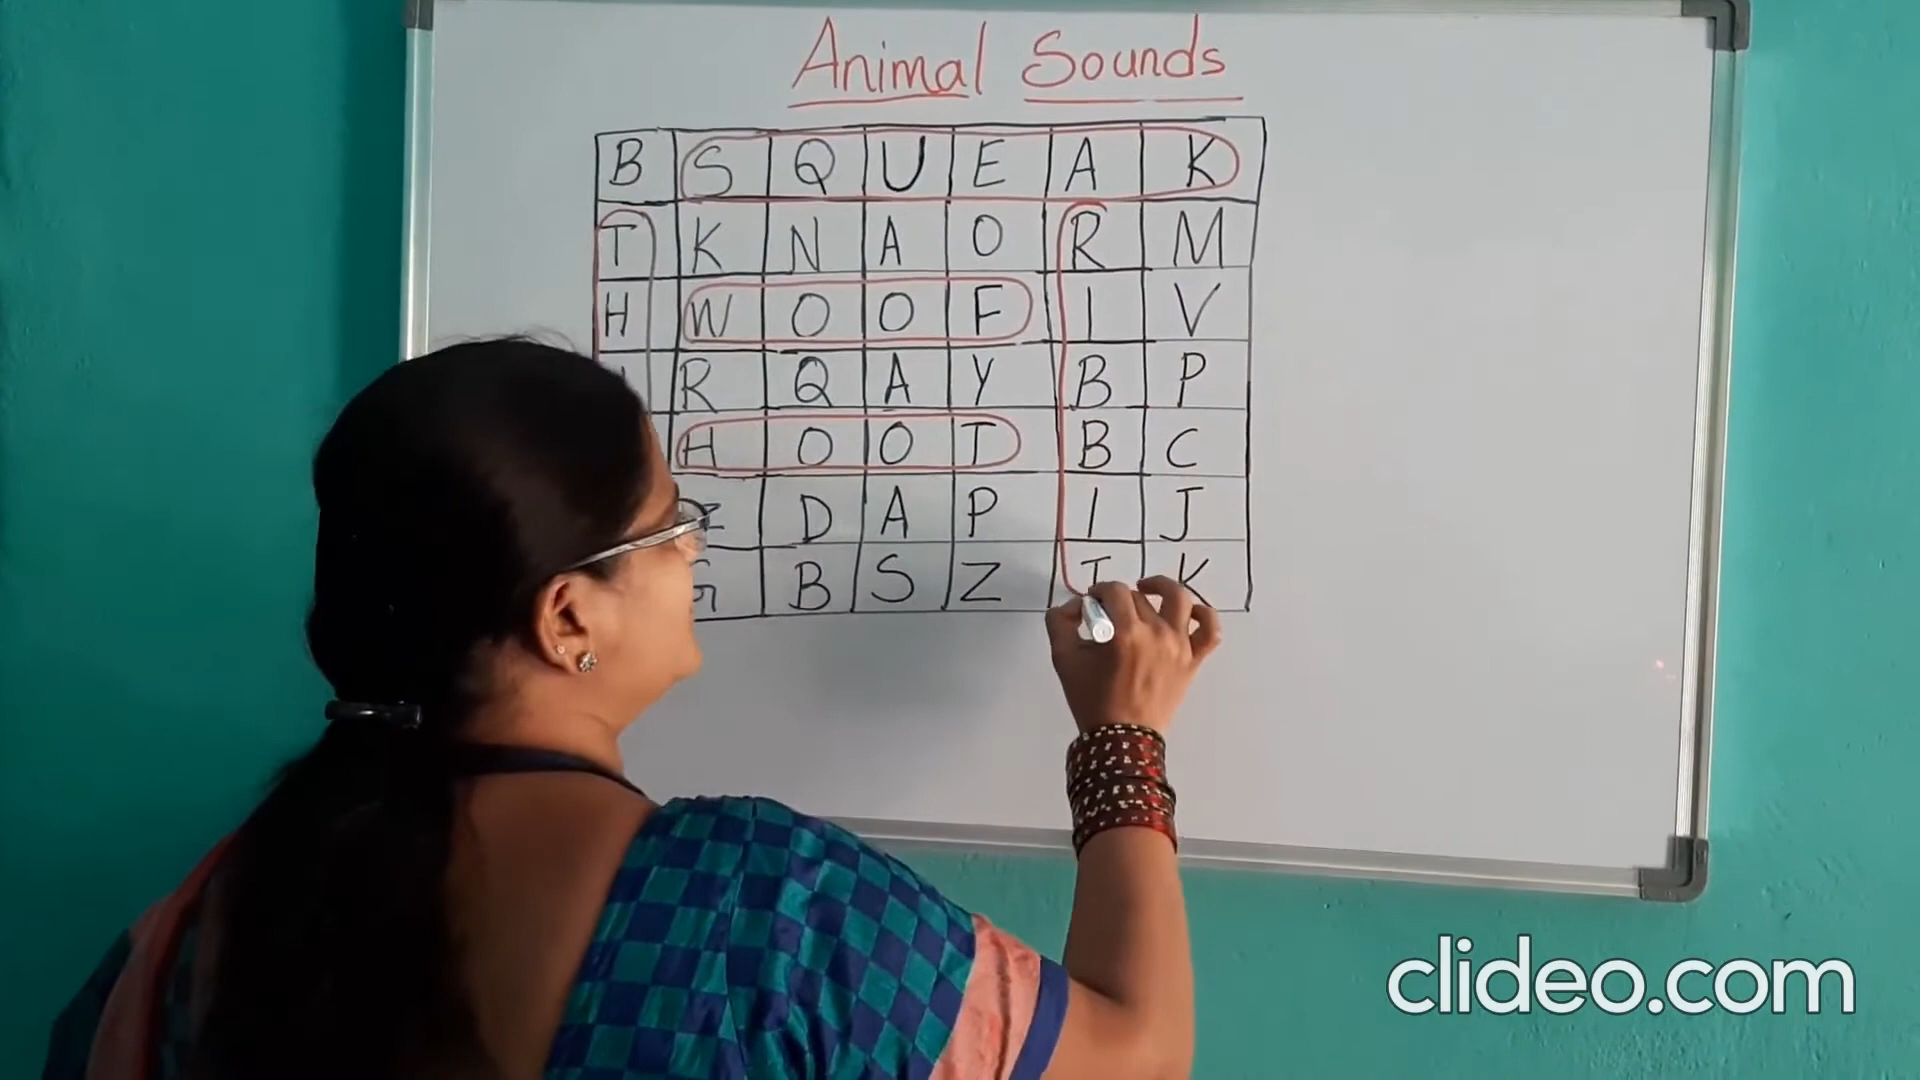 Animal Sounds
B S Q U E A K
T K N A O R M
H W O O F I V
R Q A Y B P
H O O T B C
D A P I J
G B S Z T K
clideo.com